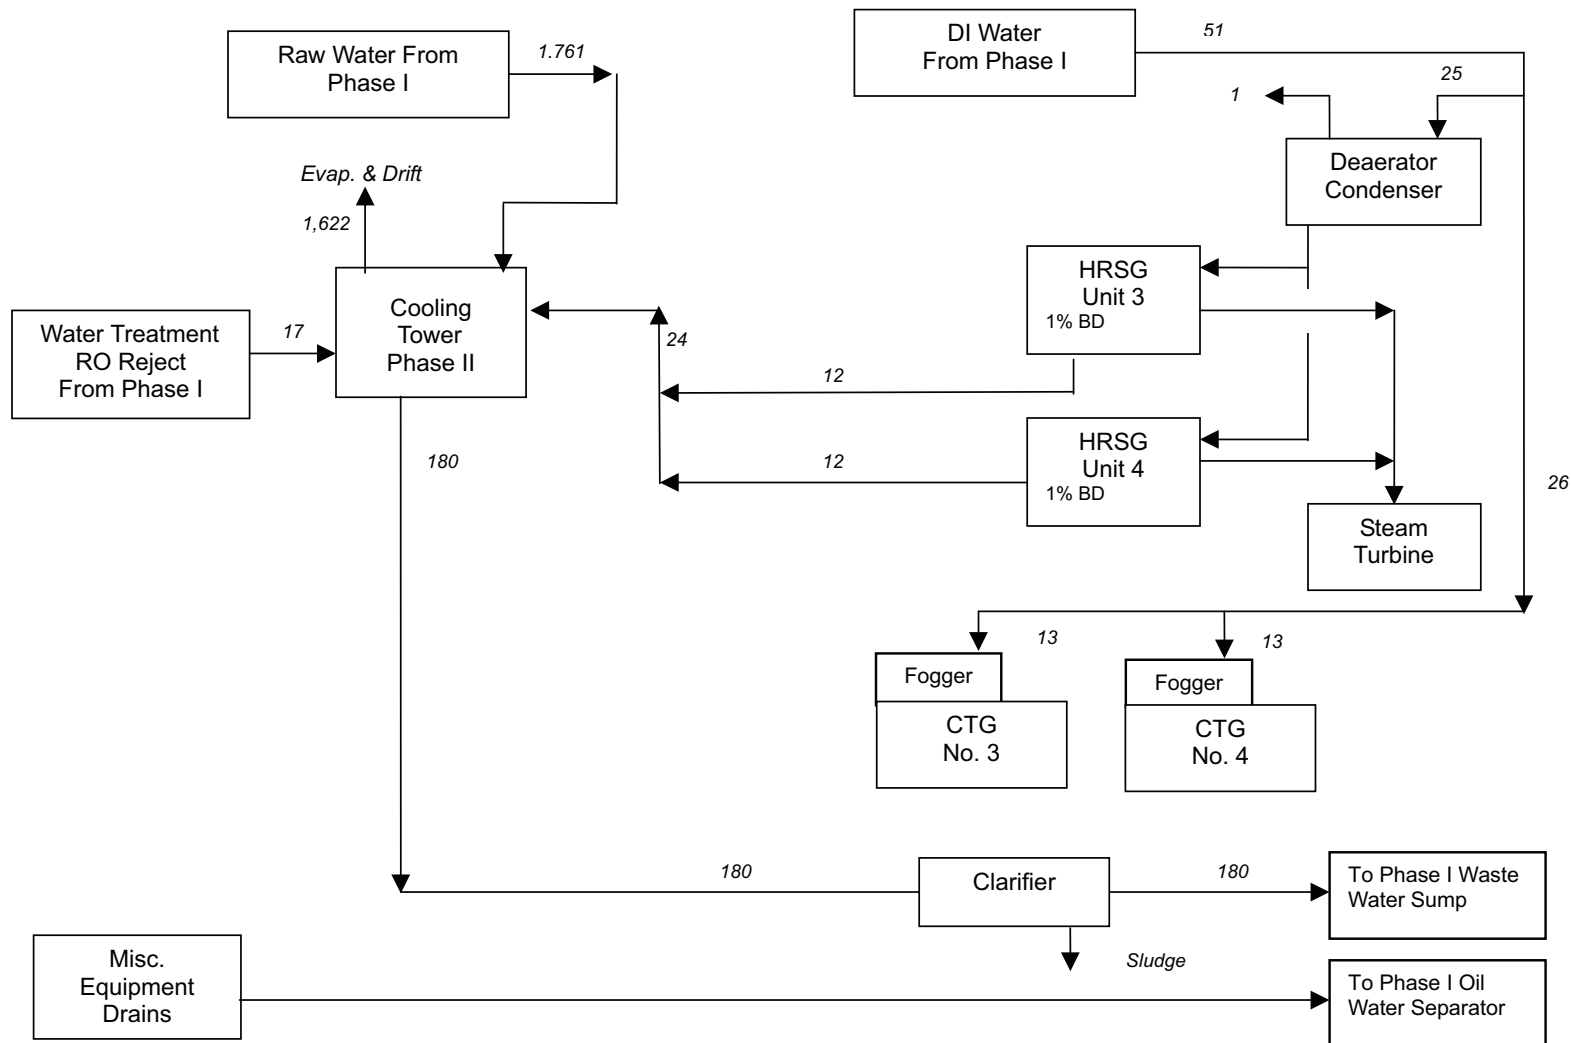 DI Water
From Phase I
51
Raw Water From
Phase I
1.761
25
1
Deaerator
Condenser
Evap. & Drift
1,622
HRSG
Unit 3
1% BD
Cooling
Tower
Phase II
Water Treatment
RO Reject
From Phase I
17
24
12
HRSG
Unit 4
1% BD
12
180
26
Steam
Turbine
13
13
Fogger
Fogger
CTG
No. 3
CTG
No. 4
180
Clarifier
180
To Phase I Waste
Water Sump
Sludge
Misc.
Equipment
Drains
To Phase I Oil
Water Separator